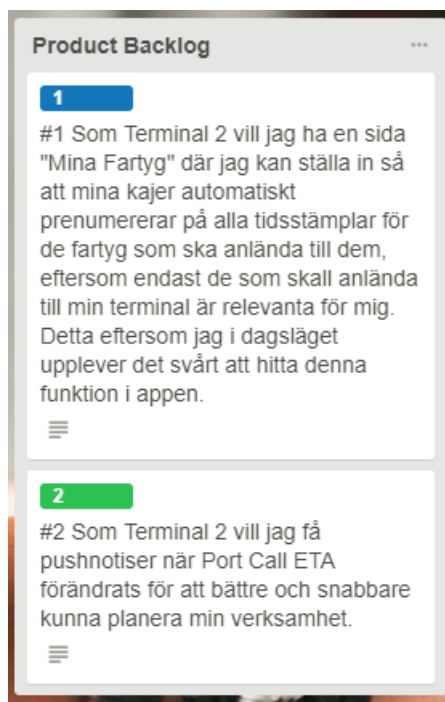 Product Backlog
1
#1 Som Terminal 2 vill jag ha en sida
"Mina Fartyg" där jag kan ställa in så
att mina kajer automatiskt
prenumererar på alla tidsstämplar för
de fartyg som ska anlända till dem,
eftersom endast de som skall anlända
till min terminal är relevanta för mig.
Detta eftersom jag i dagsläget
upplever det svårt att hitta denna
funktion i appen.
2
#2 Som Terminal 2 vill jag få
pushnotiser när Port Call ETA
förändrats för att bättre och snabbare
kunna planera min verksamhet.